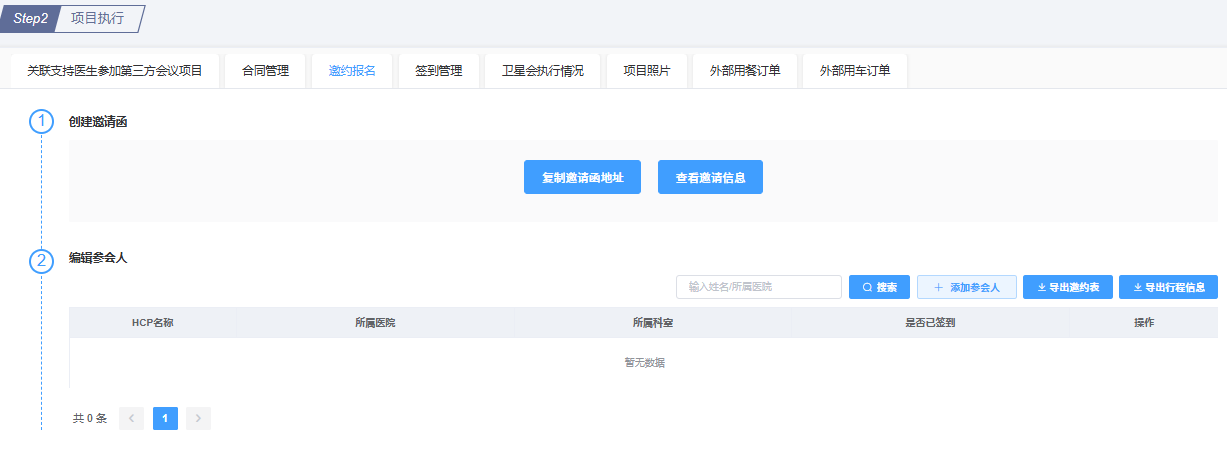 Step2 项目执行
关联支持医生参加第三方会议项目 合同管理 邀约报名 签到管理 卫星会执行情况 项目照片 外部用餐订单 外部用车订单
1 创建邀请函
复制邀请函地址 查看邀请信息
2 编辑参会人
输入姓名/所属医院 搜索 添加参会人 导出邀约表 导出行程信息
HCP名称 所属医院 所属科室 是否已签到 操作
暂无数据
共 0 条 1